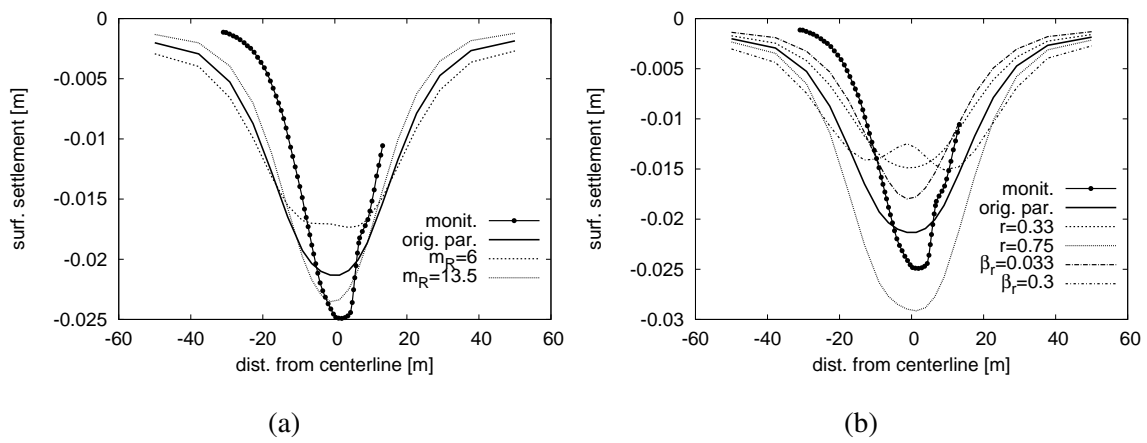 0
-0.005
-0.01
-0.015
-0.02
-0.025
-60 -40 -20 0 20 40 60
surf. settlement [m]
dist. from centerline [m]
monit.
orig. par.
m_R=6
m_R=13.5
(a)
0
-0.005
-0.01
-0.015
-0.02
-0.025
-0.03
-60 -40 -20 0 20 40 60
surf. settlement [m]
dist. from centerline [m]
monit.
orig. par.
r=0.33
r=0.75
β_r=0.033
β_r=0.3
(b)